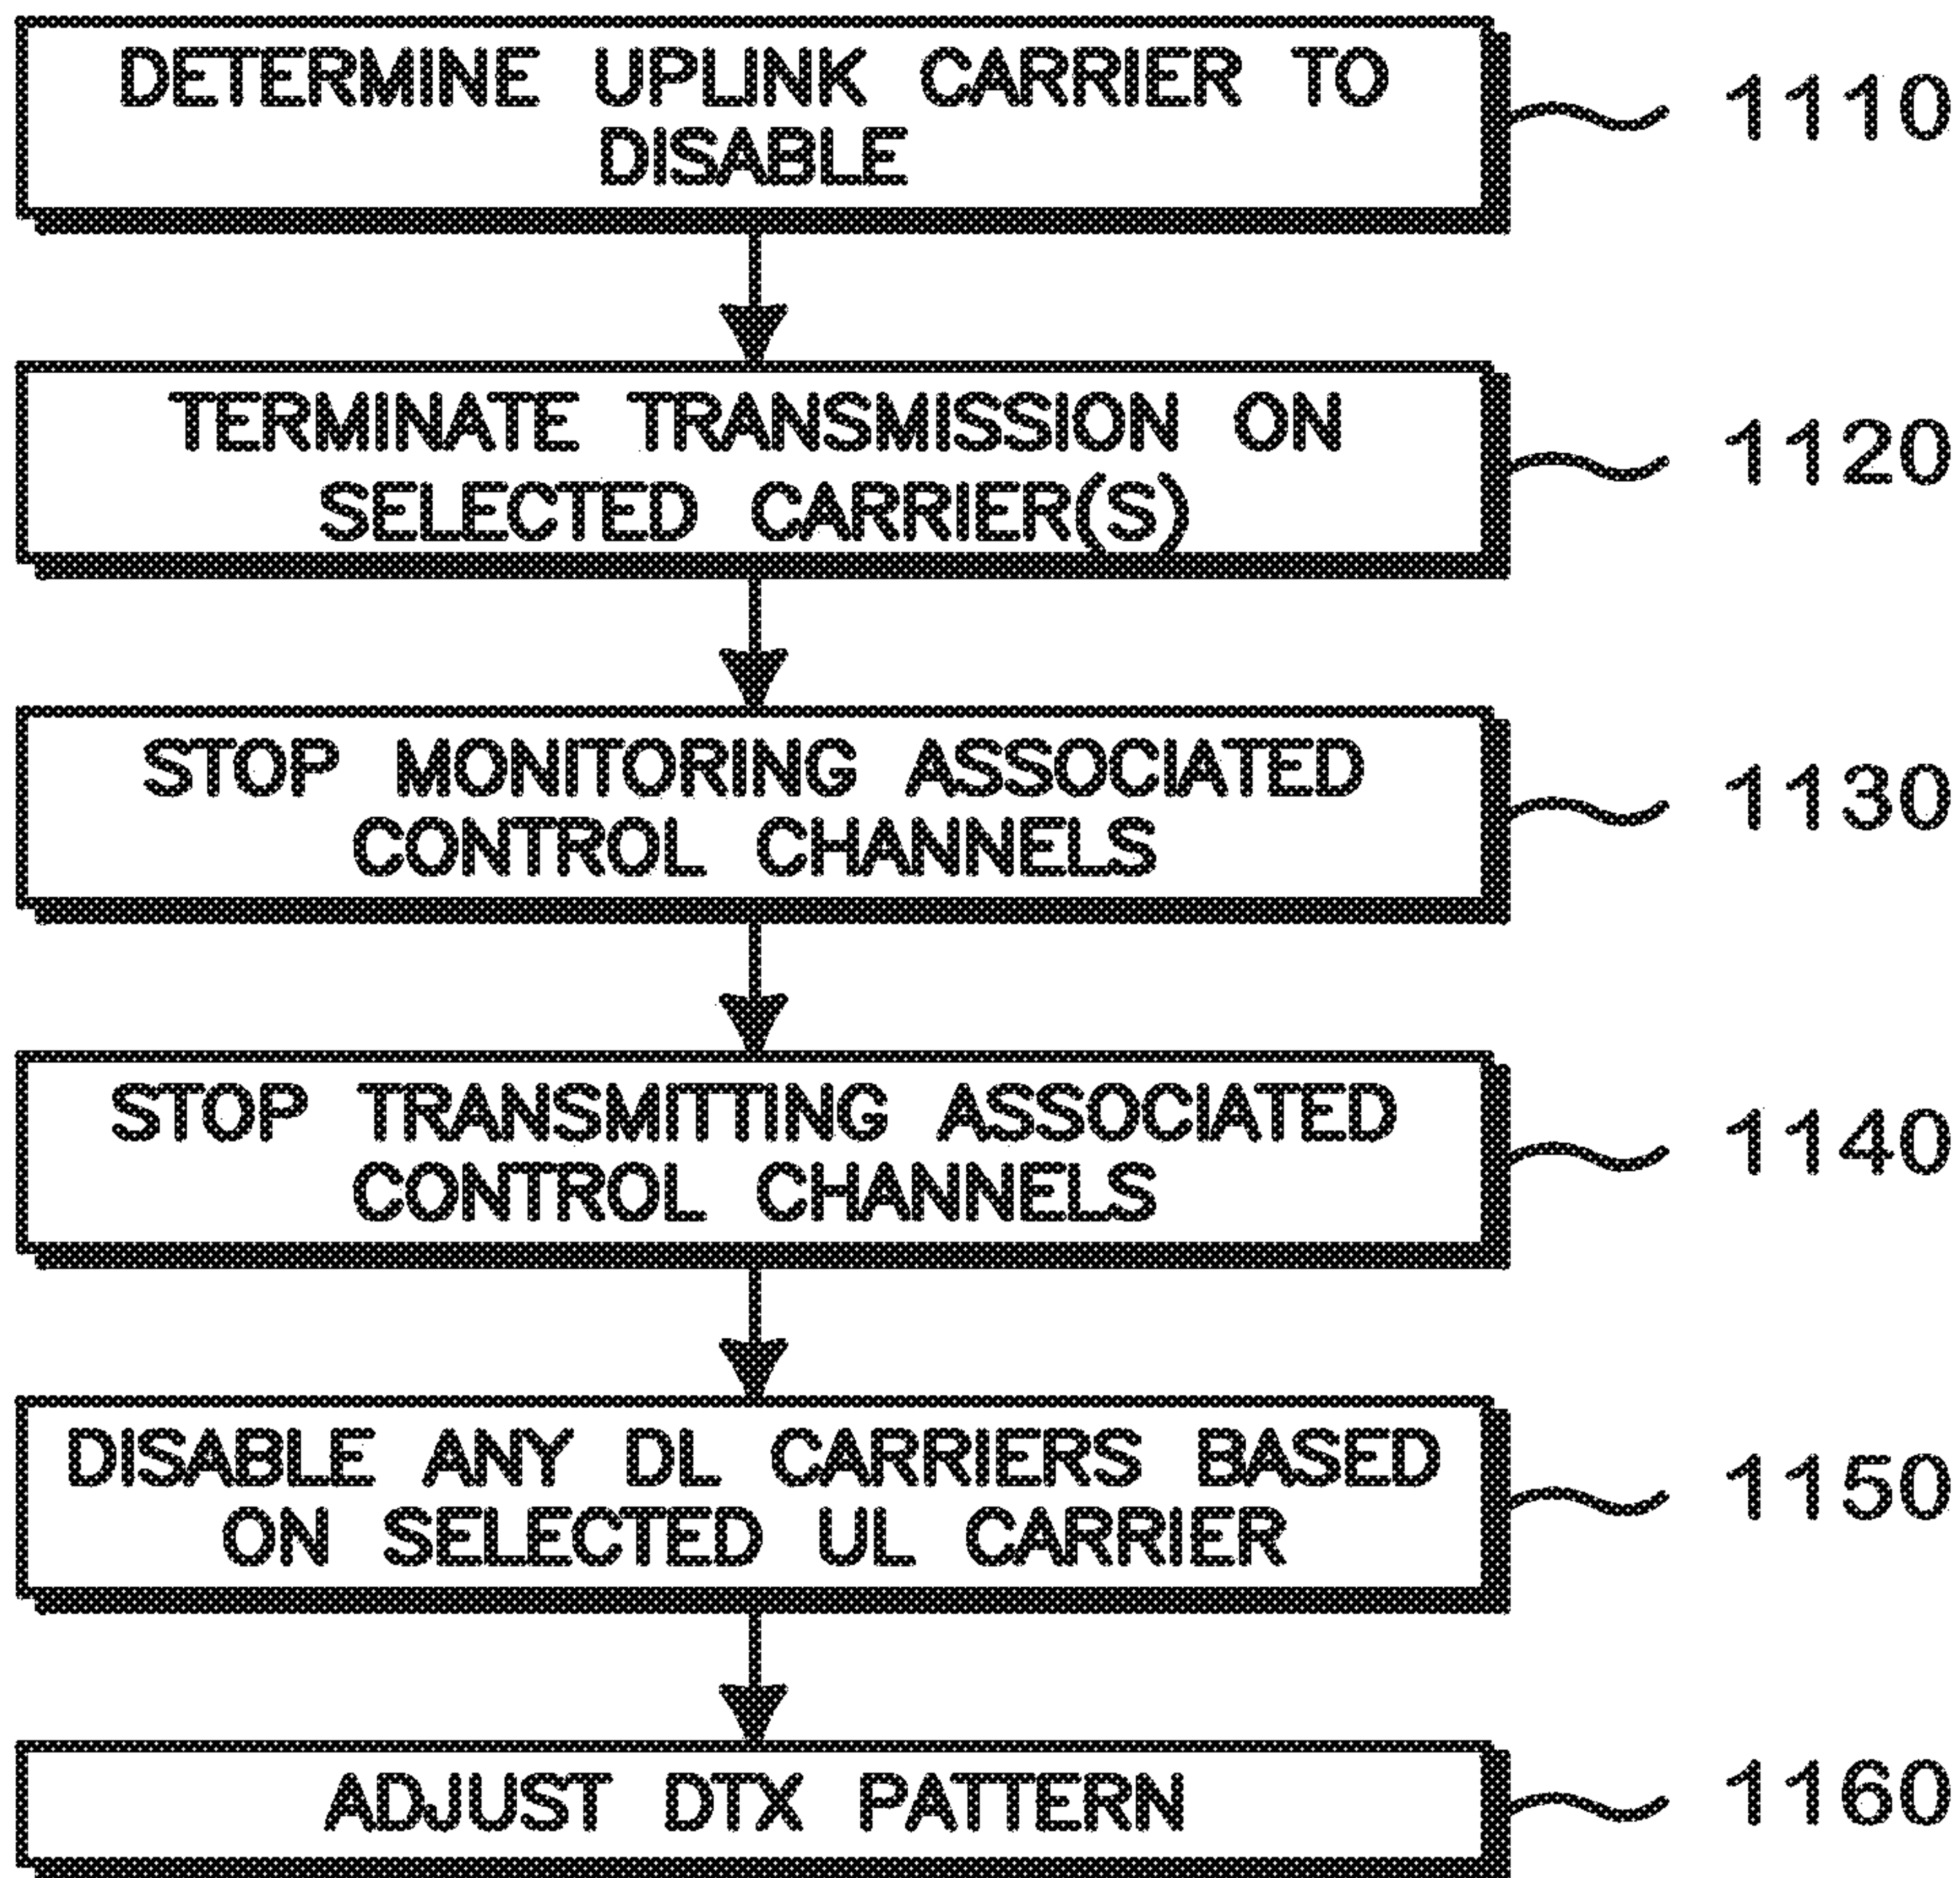 DETERMINE UPLINK CARRIER TO
DISABLE
1110
TERMINATE TRANSMISSION ON
SELECTED CARRIER(S)
1120
STOP MONITORING ASSOCIATED
CONTROL CHANNELS
1130
STOP TRANSMITTING ASSOCIATED
CONTROL CHANNELS
1140
DISABLE ANY DL CARRIERS BASED
ON SELECTED UL CARRIER
1150
ADJUST DTX PATTERN
1160